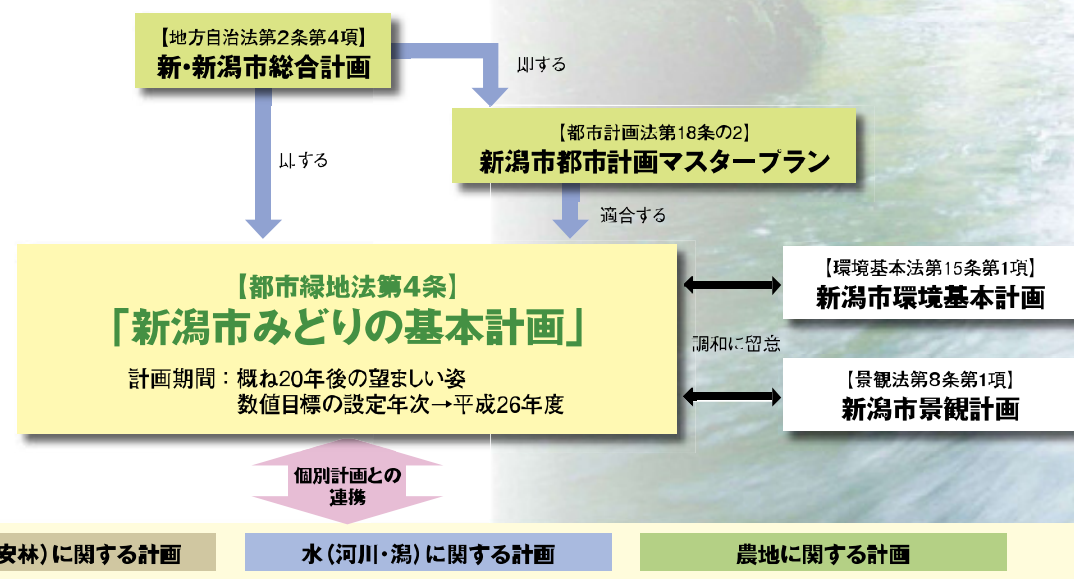 【地方自治法第2条第4項】
新・新潟市総合計画
即する
【都市計画法第18条の2】
新潟市都市計画マスタープラン
即する
適合する
【都市緑地法第4条】
「新潟市みどりの基本計画」
計画期間：概ね20年後の望ましい姿
数値目標の設定年次→平成26年度
【環境基本法第15条第1項】
新潟市環境基本計画
調和に留意
【景観法第8条第1項】
新潟市景観計画
個別計画との
連携
安林）に関する計画
水（河川・潟）に関する計画
農地に関する計画